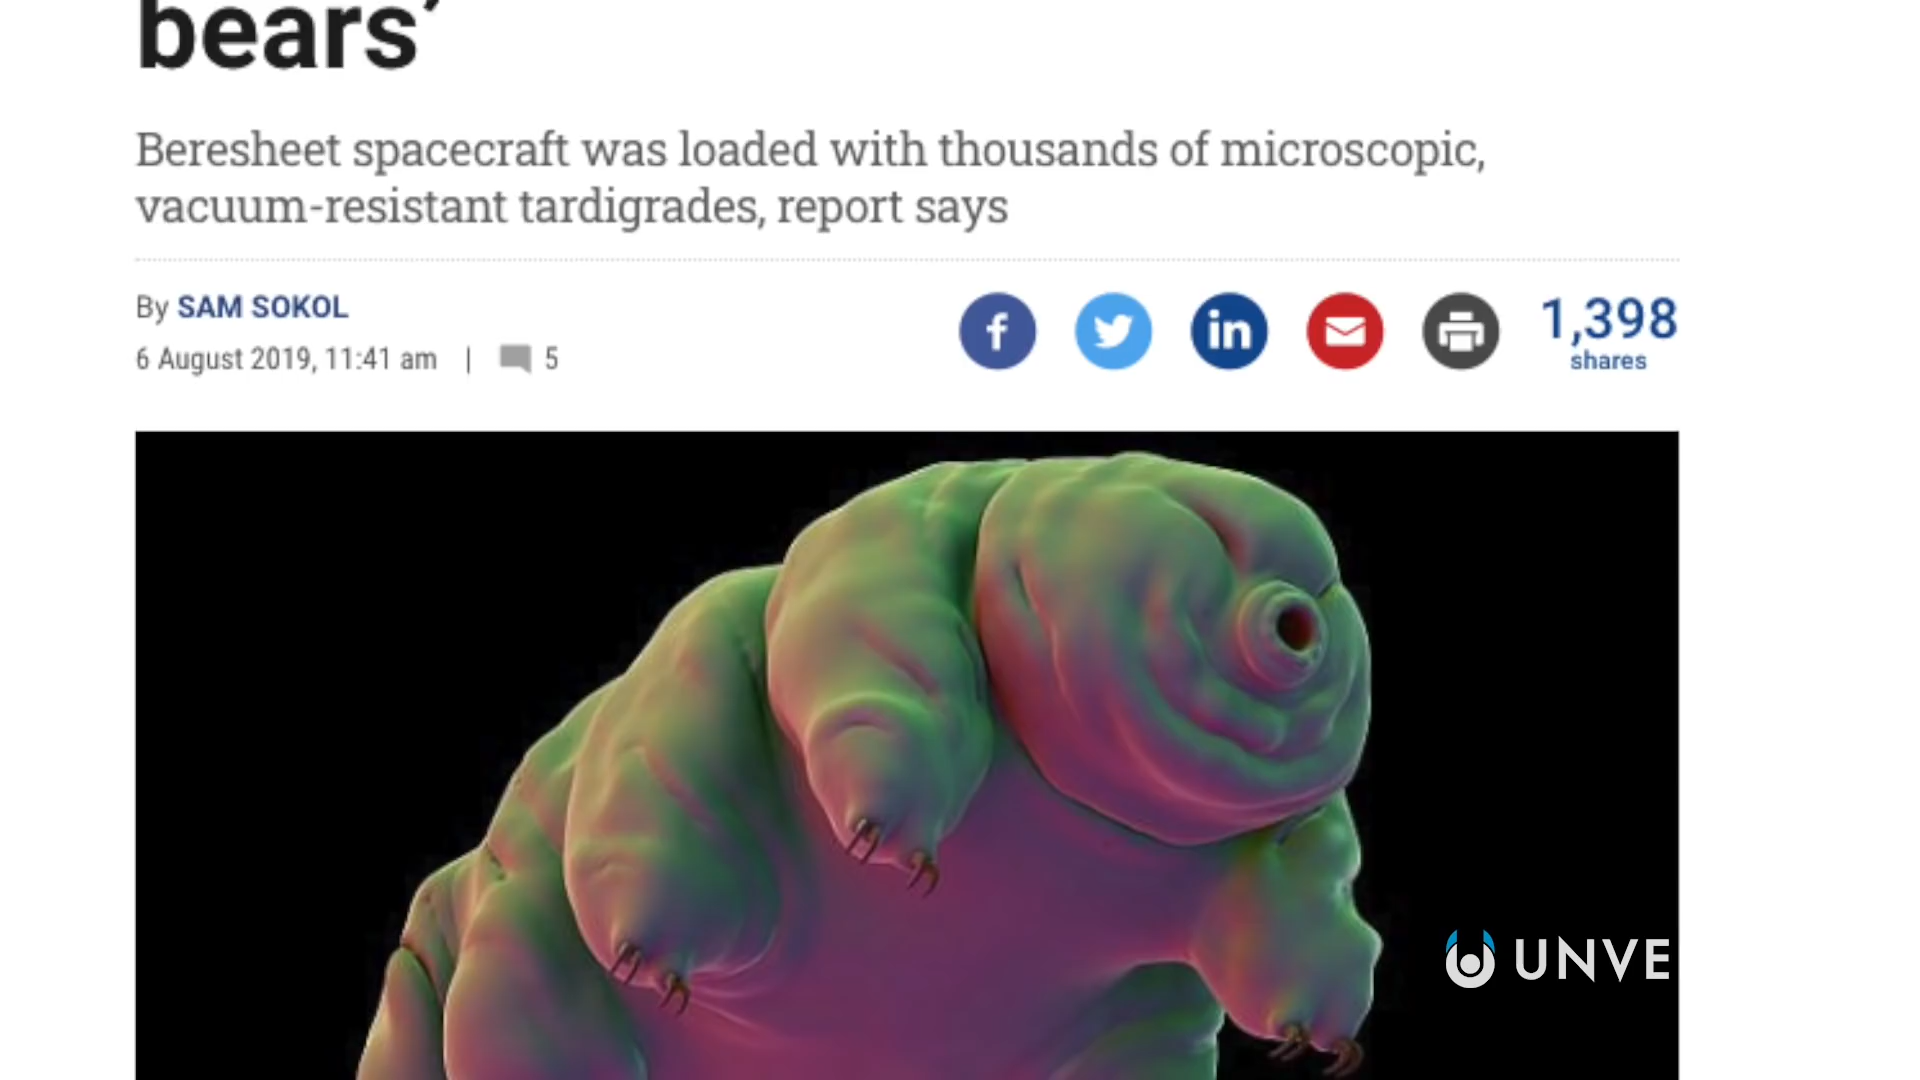 bears’
Beresheet spacecraft was loaded with thousands of microscopic,
vacuum-resistant tardigrades, report says
By SAM SOKOL
6 August 2019, 11:41 am | 5
f in 1,398
shares
UNVE